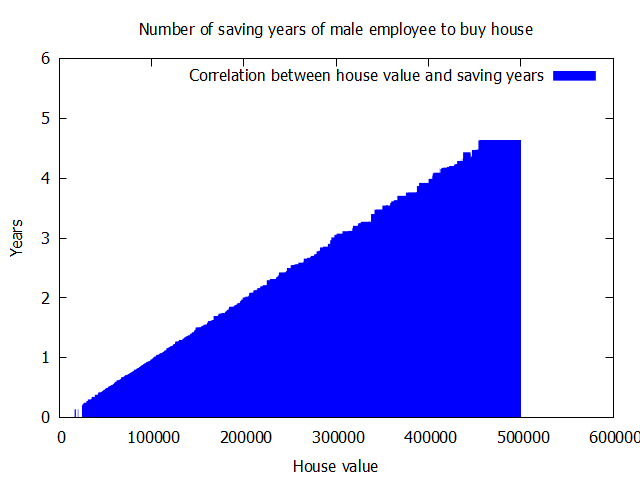 Number of saving years of male employee to buy house
Correlation between house value and saving years
6
5
4
3
2
1
0
Years
0 100000 200000 300000 400000 500000 600000
House value